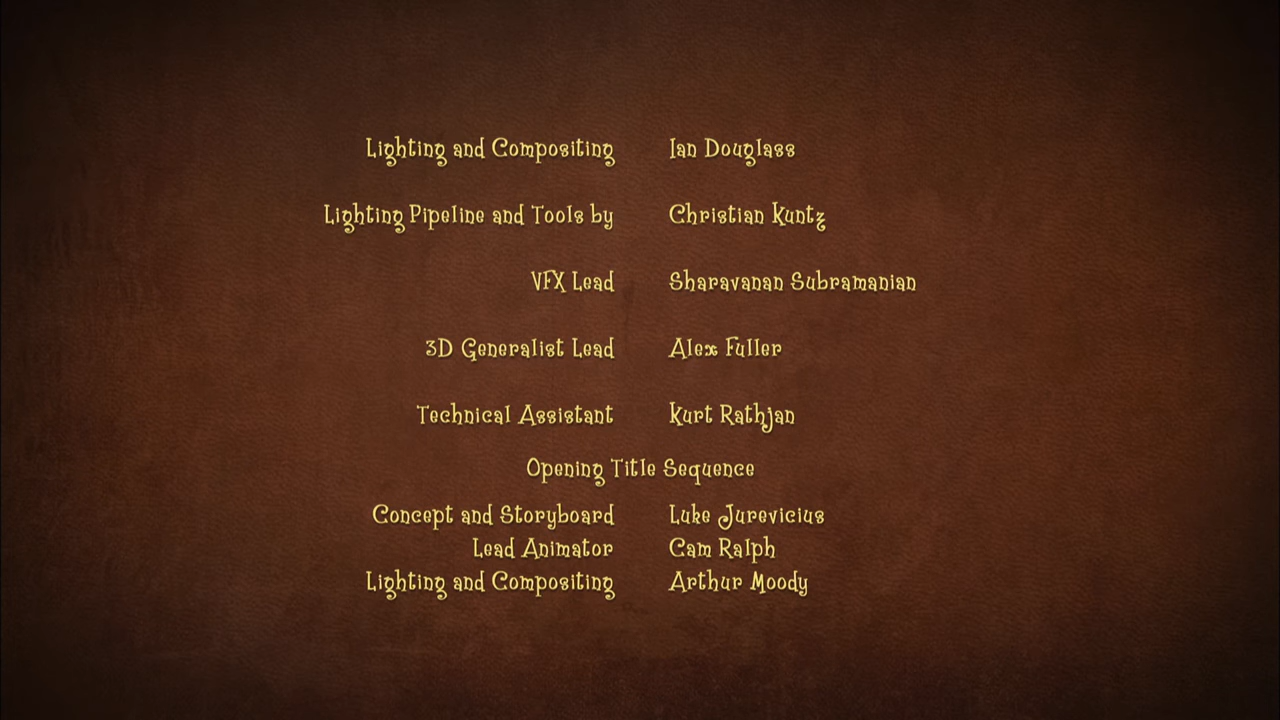 Lighting and Compositing Ian Douglass
Lighting Pipeline and Tools by Christian Kuntz
VFX Lead Sharavanan Subramanian
3D Generalist Lead Alex Fuller
Technical Assistant Kurt Rathjan
Opening Title Sequence
Concept and Storyboard Luke Jurevicius
Lead Animator Cam Ralph
Lighting and Compositing Arthur Moody